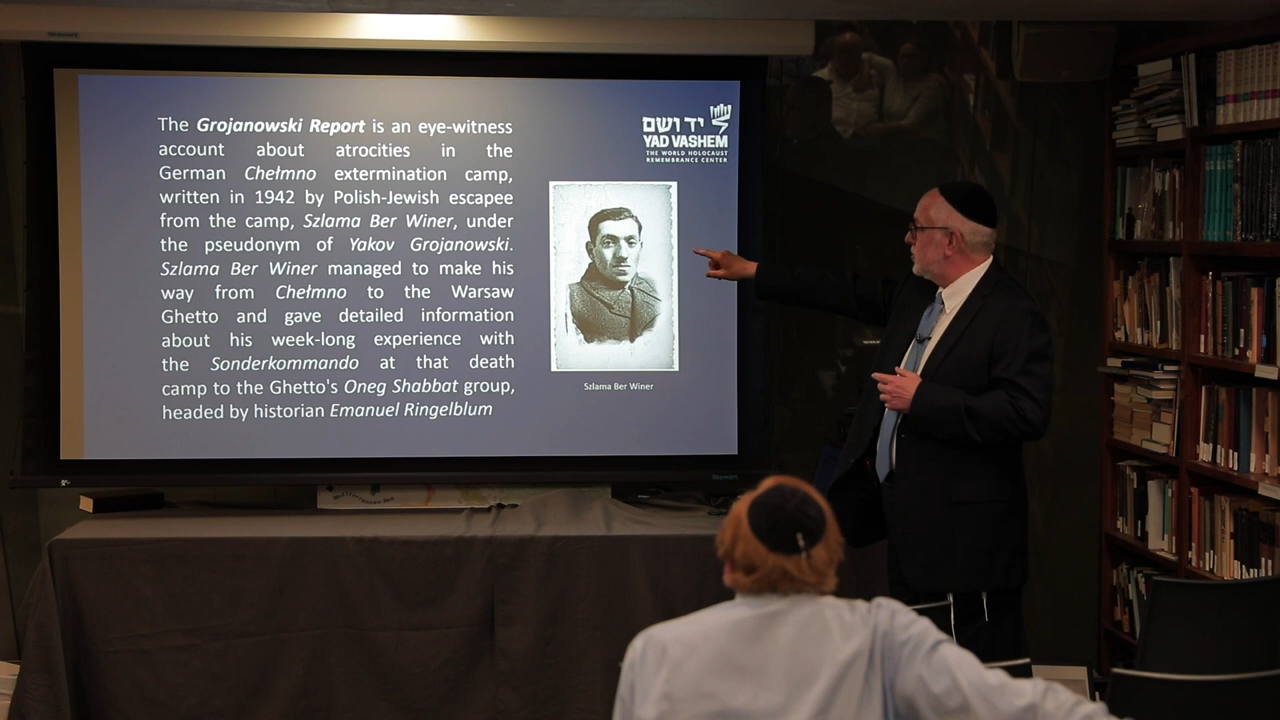 The Grojanowski Report is an eye-witness
account about atrocities in the
German Chełmno extermination camp,
written in 1942 by Polish-Jewish escapee
from the camp, Szlama Ber Winer, under
the pseudonym of Yakov Grojanowski.
Szlama Ber Winer managed to make his
way from Chełmno to the Warsaw
Ghetto and gave detailed information
about his week-long experience with
the Sonderkommando at that death
camp to the Ghetto's Oneg Shabbat group,
headed by historian Emanuel Ringelblum
יד ושם
YAD VASHEM
THE WORLD HOLOCAUST
REMEMBRANCE CENTER
Szlama Ber Winer